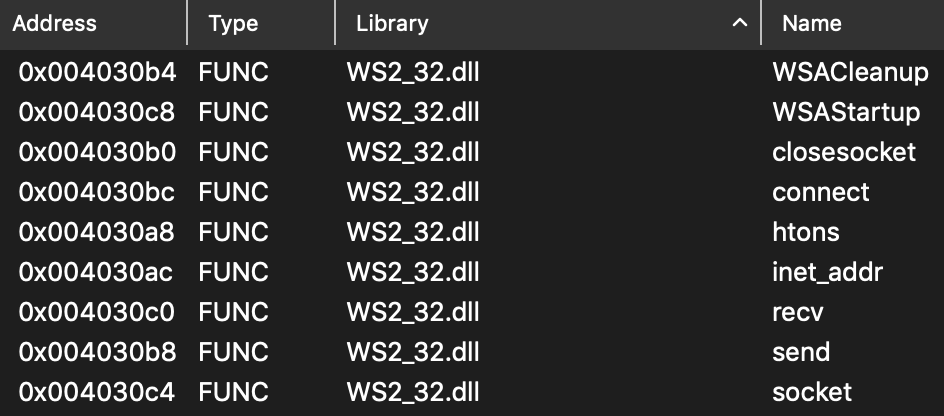 Address Type Library Name
0x004030b4 FUNC WS2_32.dll WSACleanup
0x004030c8 FUNC WS2_32.dll WSAStartup
0x004030b0 FUNC WS2_32.dll closesocket
0x004030bc FUNC WS2_32.dll connect
0x004030a8 FUNC WS2_32.dll htons
0x004030ac FUNC WS2_32.dll inet_addr
0x004030c0 FUNC WS2_32.dll recv
0x004030b8 FUNC WS2_32.dll send
0x004030c4 FUNC WS2_32.dll socket